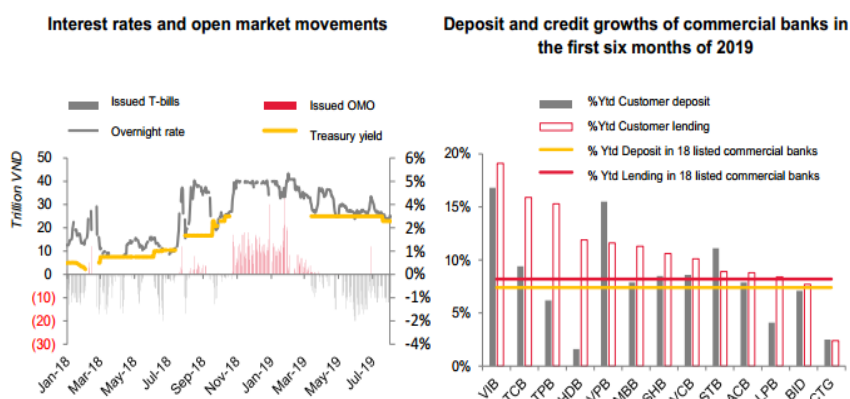 Interest rates and open market movements
Issued T-bills
Issued OMO
Overnight rate
Treasury yield
Trillion VND
50
40
30
20
10
0
(10)
(20)
(30)
6%
5%
4%
3%
2%
1%
0%
-1%
-2%
-4%
Jan-18
Mar-18
May-18
Jul-18
Sep-18
Nov-18
Jan-19
Mar-19
May-19
Jul-19
Deposit and credit growths of commercial banks in
the first six months of 2019
%Ytd Customer deposit
%Ytd Customer lending
% Ytd Deposit in 18 listed commercial banks
% Ytd Lending in 18 listed commercial banks
20%
15%
10%
5%
0%
VIB
TCB
TPB
HDB
VPB
MBB
SHB
VCB
STB
ACB
LPB
BID
CTG